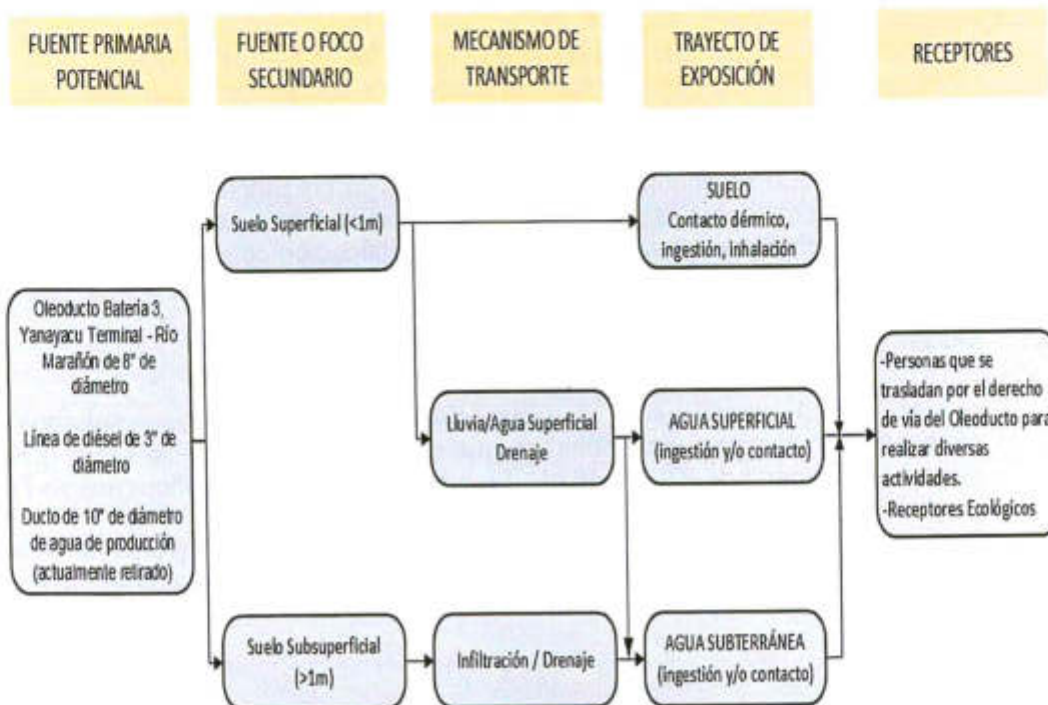 FUENTE PRIMARIA
POTENCIAL
FUENTE O FOCO
SECUNDARIO
MECANISMO DE
TRANSPORTE
TRAYECTO DE
EXPOSICIÓN
RECEPTORES
Oleoducto Batería 3,
Yanayacu Terminal - Río
Marañón de 8" de
diámetro
Línea de diésel de 3" de
diámetro
Ducto de 10" de diámetro
de agua de producción
(actualmente retirado)
Suelo Superficial (<1m)
Suelo Subsuperficial
(>1m)
Lluvia/Agua Superficial
Drenaje
Infiltración / Drenaje
SUELO
Contacto dérmico,
ingestión, inhalación
AGUA SUPERFICIAL
(ingestión y/o contacto)
AGUA SUBTERRÁNEA
(ingestión y/o contacto)
-Personas que se
trasladan por el derecho
de vía del Oleoducto para
realizar diversas
actividades.
-Receptores Ecológicos